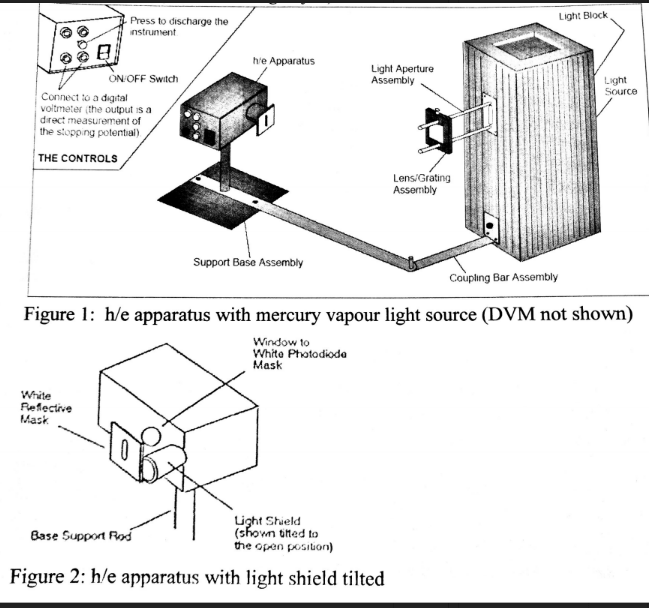 Press to discharge the
instrument
ON/OFF Switch
Connect to a digital
voltmeter (the output is a
direct measurement of
the stopping potential)
THE CONTROLS
h/e Apparatus
Light Block
Light Aperture
Assembly
Light
Source
Lens/Grating
Assembly
Support Base Assembly
Coupling Bar Assembly
Figure 1: h/e apparatus with mercury vapour light source (DVM not shown)
Window to
White Photodiode
Mask
White
Reflective
Mask
Base Support Rod
Light Shield
(shown tilted to
the open position)
Figure 2: h/e apparatus with light shield tilted